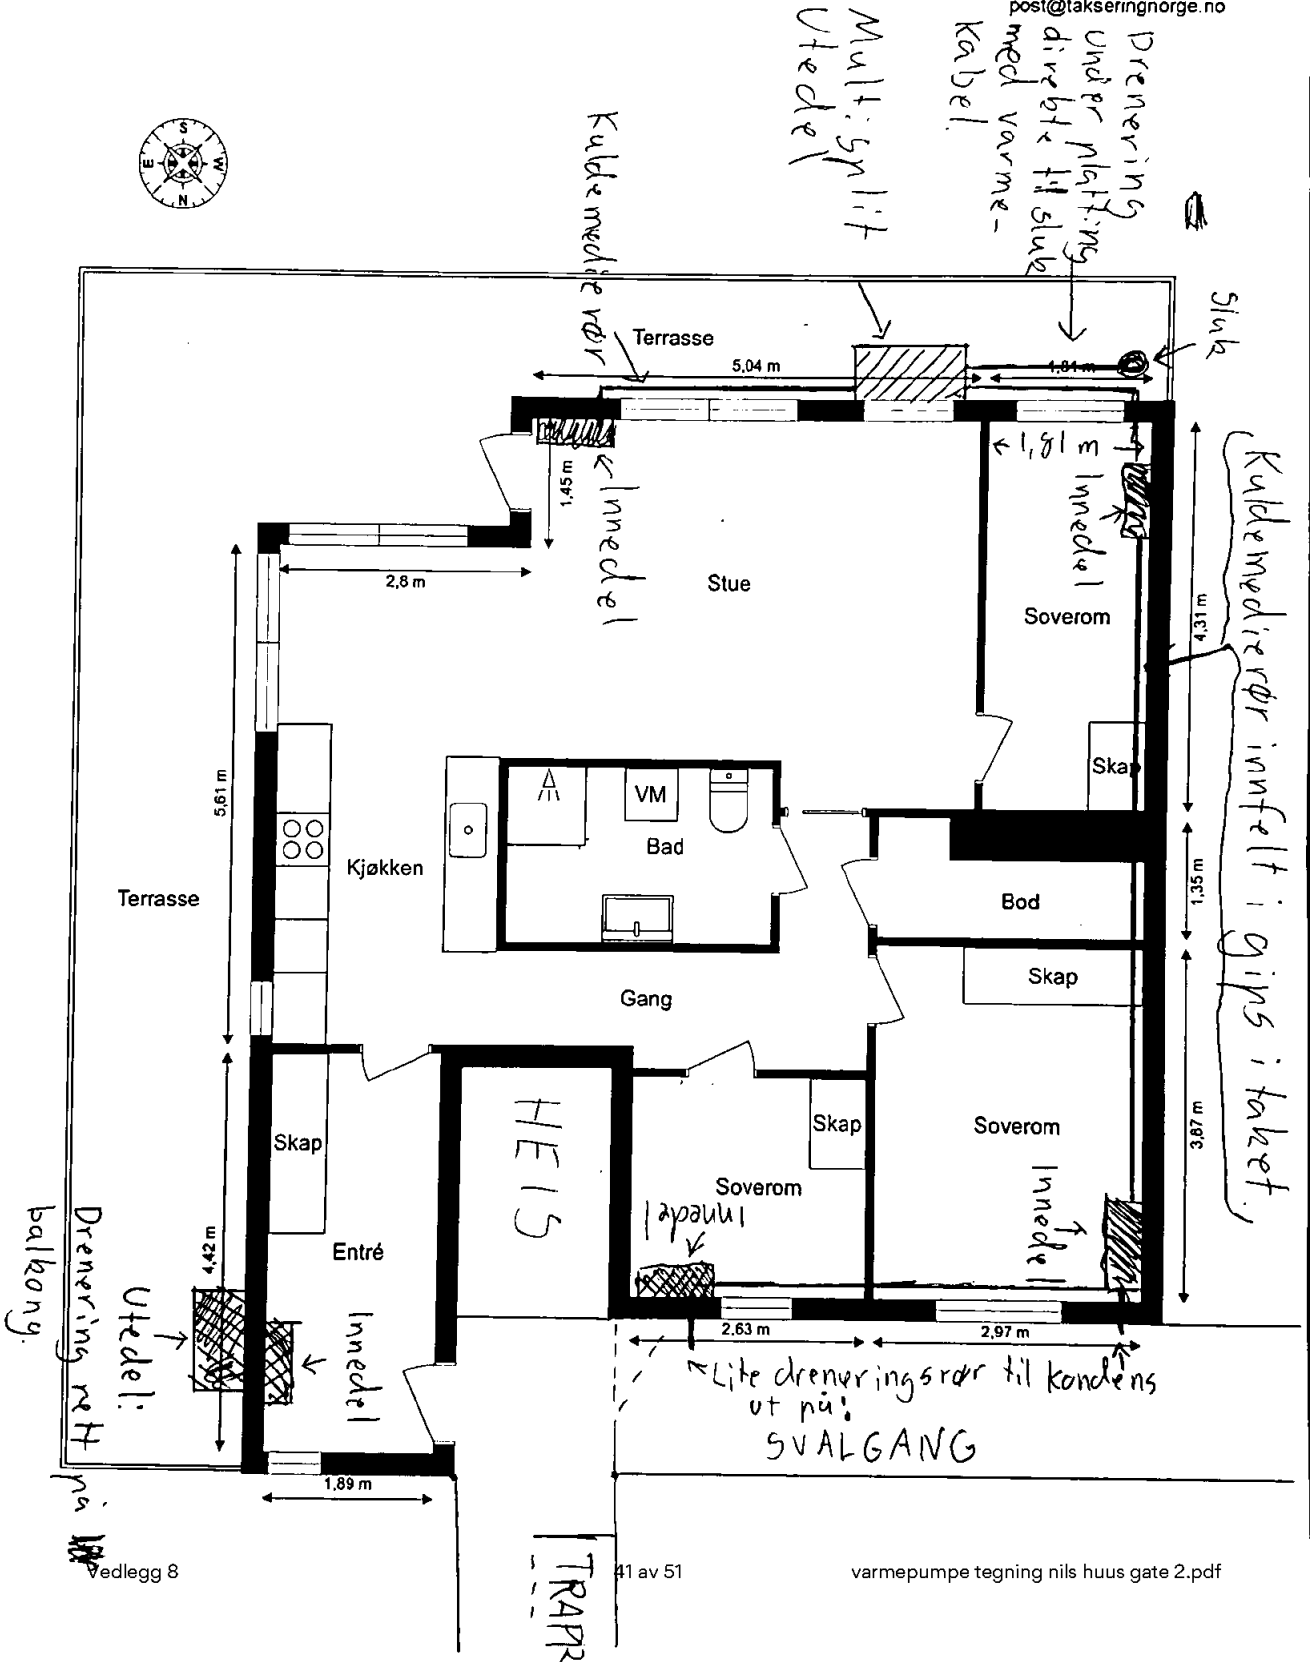 post@takseringnorge.no
Drenering
under platting
direkte til sluk
med varme-
kabel.
Multisplit
Utedel
Kuldemedie rør
S
E
W
N
Sluk
Terrasse
5,04 m
1,81 m
1,81 m
1,45 m
Innedel
Innedel
2,8 m
Stue
Soverom
4,31 m
Kuldemedierør innfelt i gips i taket.
Skap
VM
Bad
5,61 m
Kjøkken
Terrasse
Bod
1,35 m
Skap
Gang
Skap
Skap
HEIS
Soverom
3,67 m
Soverom
Innedel
Innedel
Entré
4,42 m
Drenering rett på
balkong.
Utedel:
Innedel
2,63 m
2,97 m
Lite dreneringsrør til kondens
ut på:
SVALGANG
1,89 m
TRAPP
Vedlegg 8
41 av 51
varmepumpe tegning nils huus gate 2.pdf